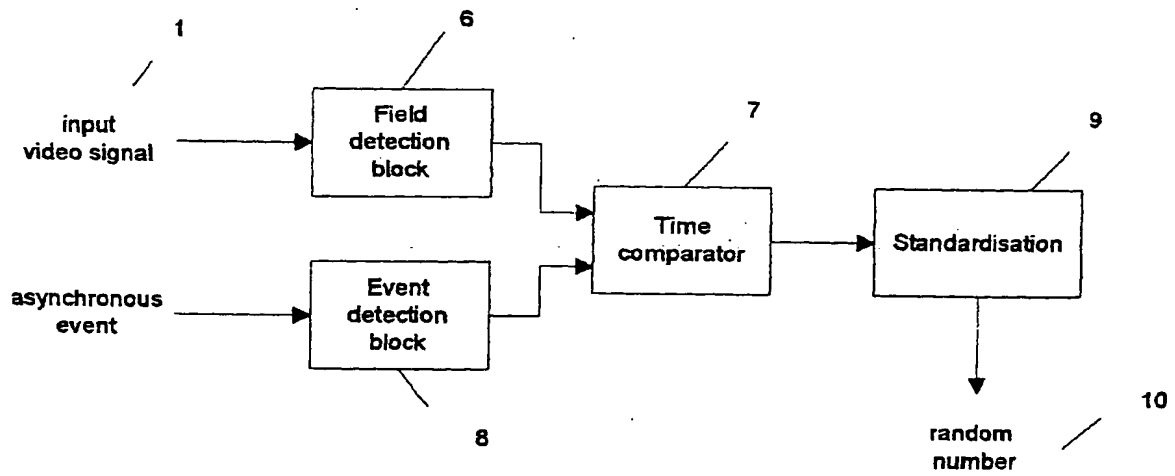 1
6
input
video signal
Field
detection
block
7
9
Time
comparator
Standardisation
asynchronous
event
Event
detection
block
8
10
random
number